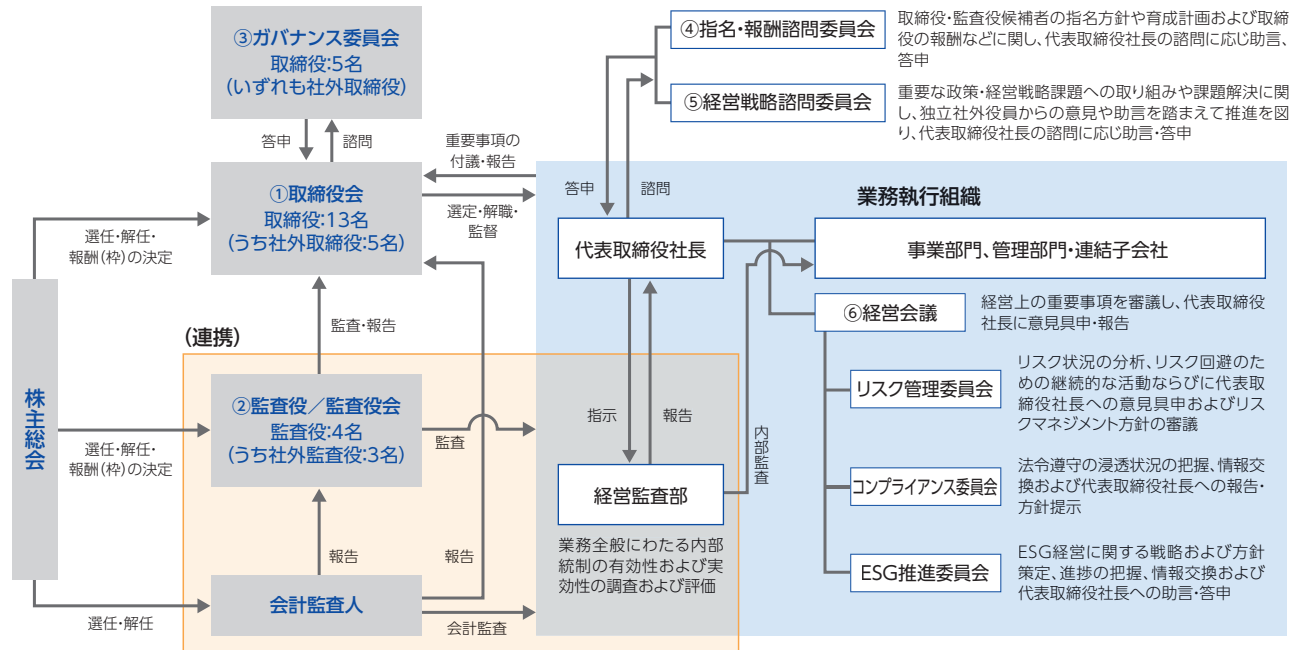 ③ガバナンス委員会
取締役:5名
(いずれも社外取締役)
④指名・報酬諮問委員会
取締役・監査役候補者の指名方針や育成計画および取締
役の報酬などに関し、代表取締役社長の諮問に応じ助言、
答申
⑤経営戦略諮問委員会
重要な政策・経営戦略課題への取り組みや課題解決に関
し、独立社外役員からの意見や助言を踏まえて推進を図
り、代表取締役社長の諮問に応じ助言・答申
答申
諮問
重要事項の
付議・報告
①取締役会
取締役:13名
(うち社外取締役:5名)
選定・解職・
監督
答申
諮問
業務執行組織
代表取締役社長
事業部門、管理部門・連結子会社
選任・解任・
報酬(枠)の決定
⑥経営会議
経営上の重要事項を審議し、代表取締役
社長に意見具申・報告
監査・報告
(連携)
株主総会
②監査役/監査役会
監査役:4名
(うち社外監査役:3名)
監査
選任・解任・
報酬(枠)の決定
指示
報告
内部監査
リスク管理委員会
リスク状況の分析、リスク回避のた
めの継続的な活動ならびに代表取
締役社長への意見具申およびリス
クマネジメント方針の審議
経営監査部
コンプライアンス委員会
法令遵守の浸透状況の把握、情報交
換および代表取締役社長への報告・
方針提示
報告
報告
業務全般にわたる内部
統制の有効性および実
効性の調査および評価
ESG推進委員会
ESG経営に関する戦略および方針
策定、進捗の把握、情報交換および
代表取締役社長への助言・答申
会計監査人
選任・解任
会計監査